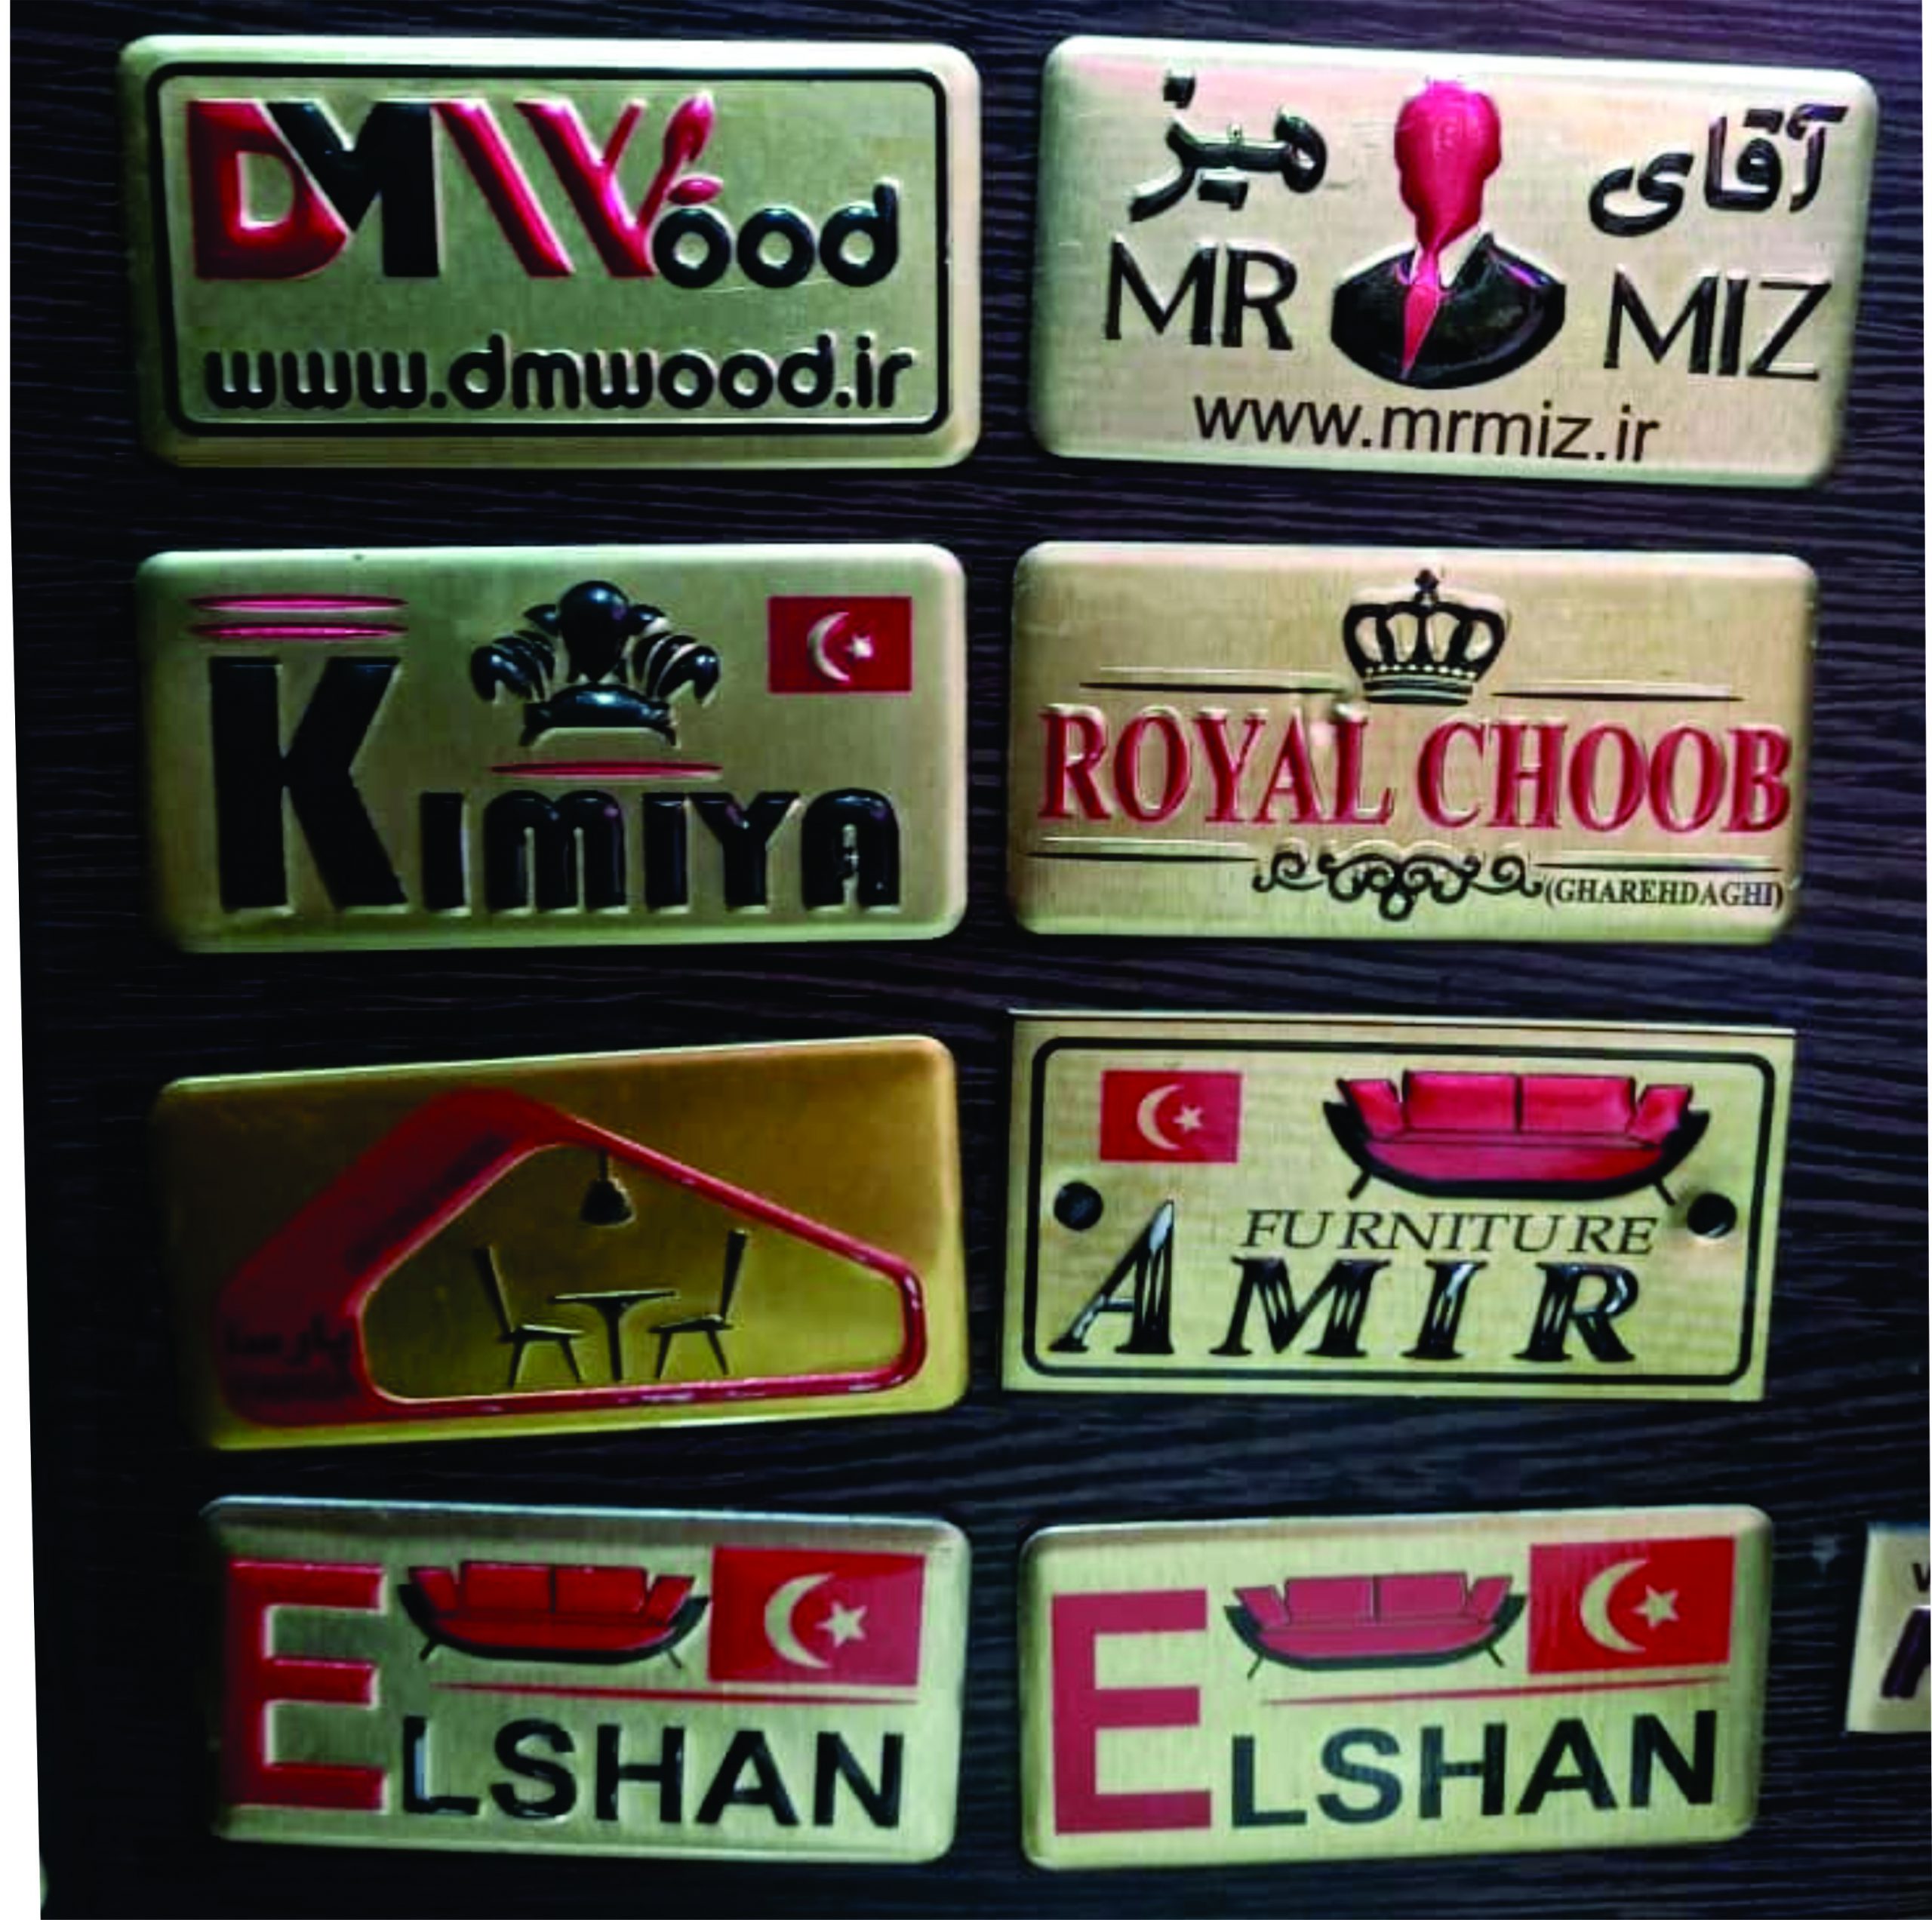 DMWood
www.dmwood.ir
آقای میز
MR MIZ
www.mrmiz.ir
KIMIYA
ROYAL CHOOB
(GHAREHDAGHI)
FURNITURE
AMIR
ELSHAN
ELSHAN